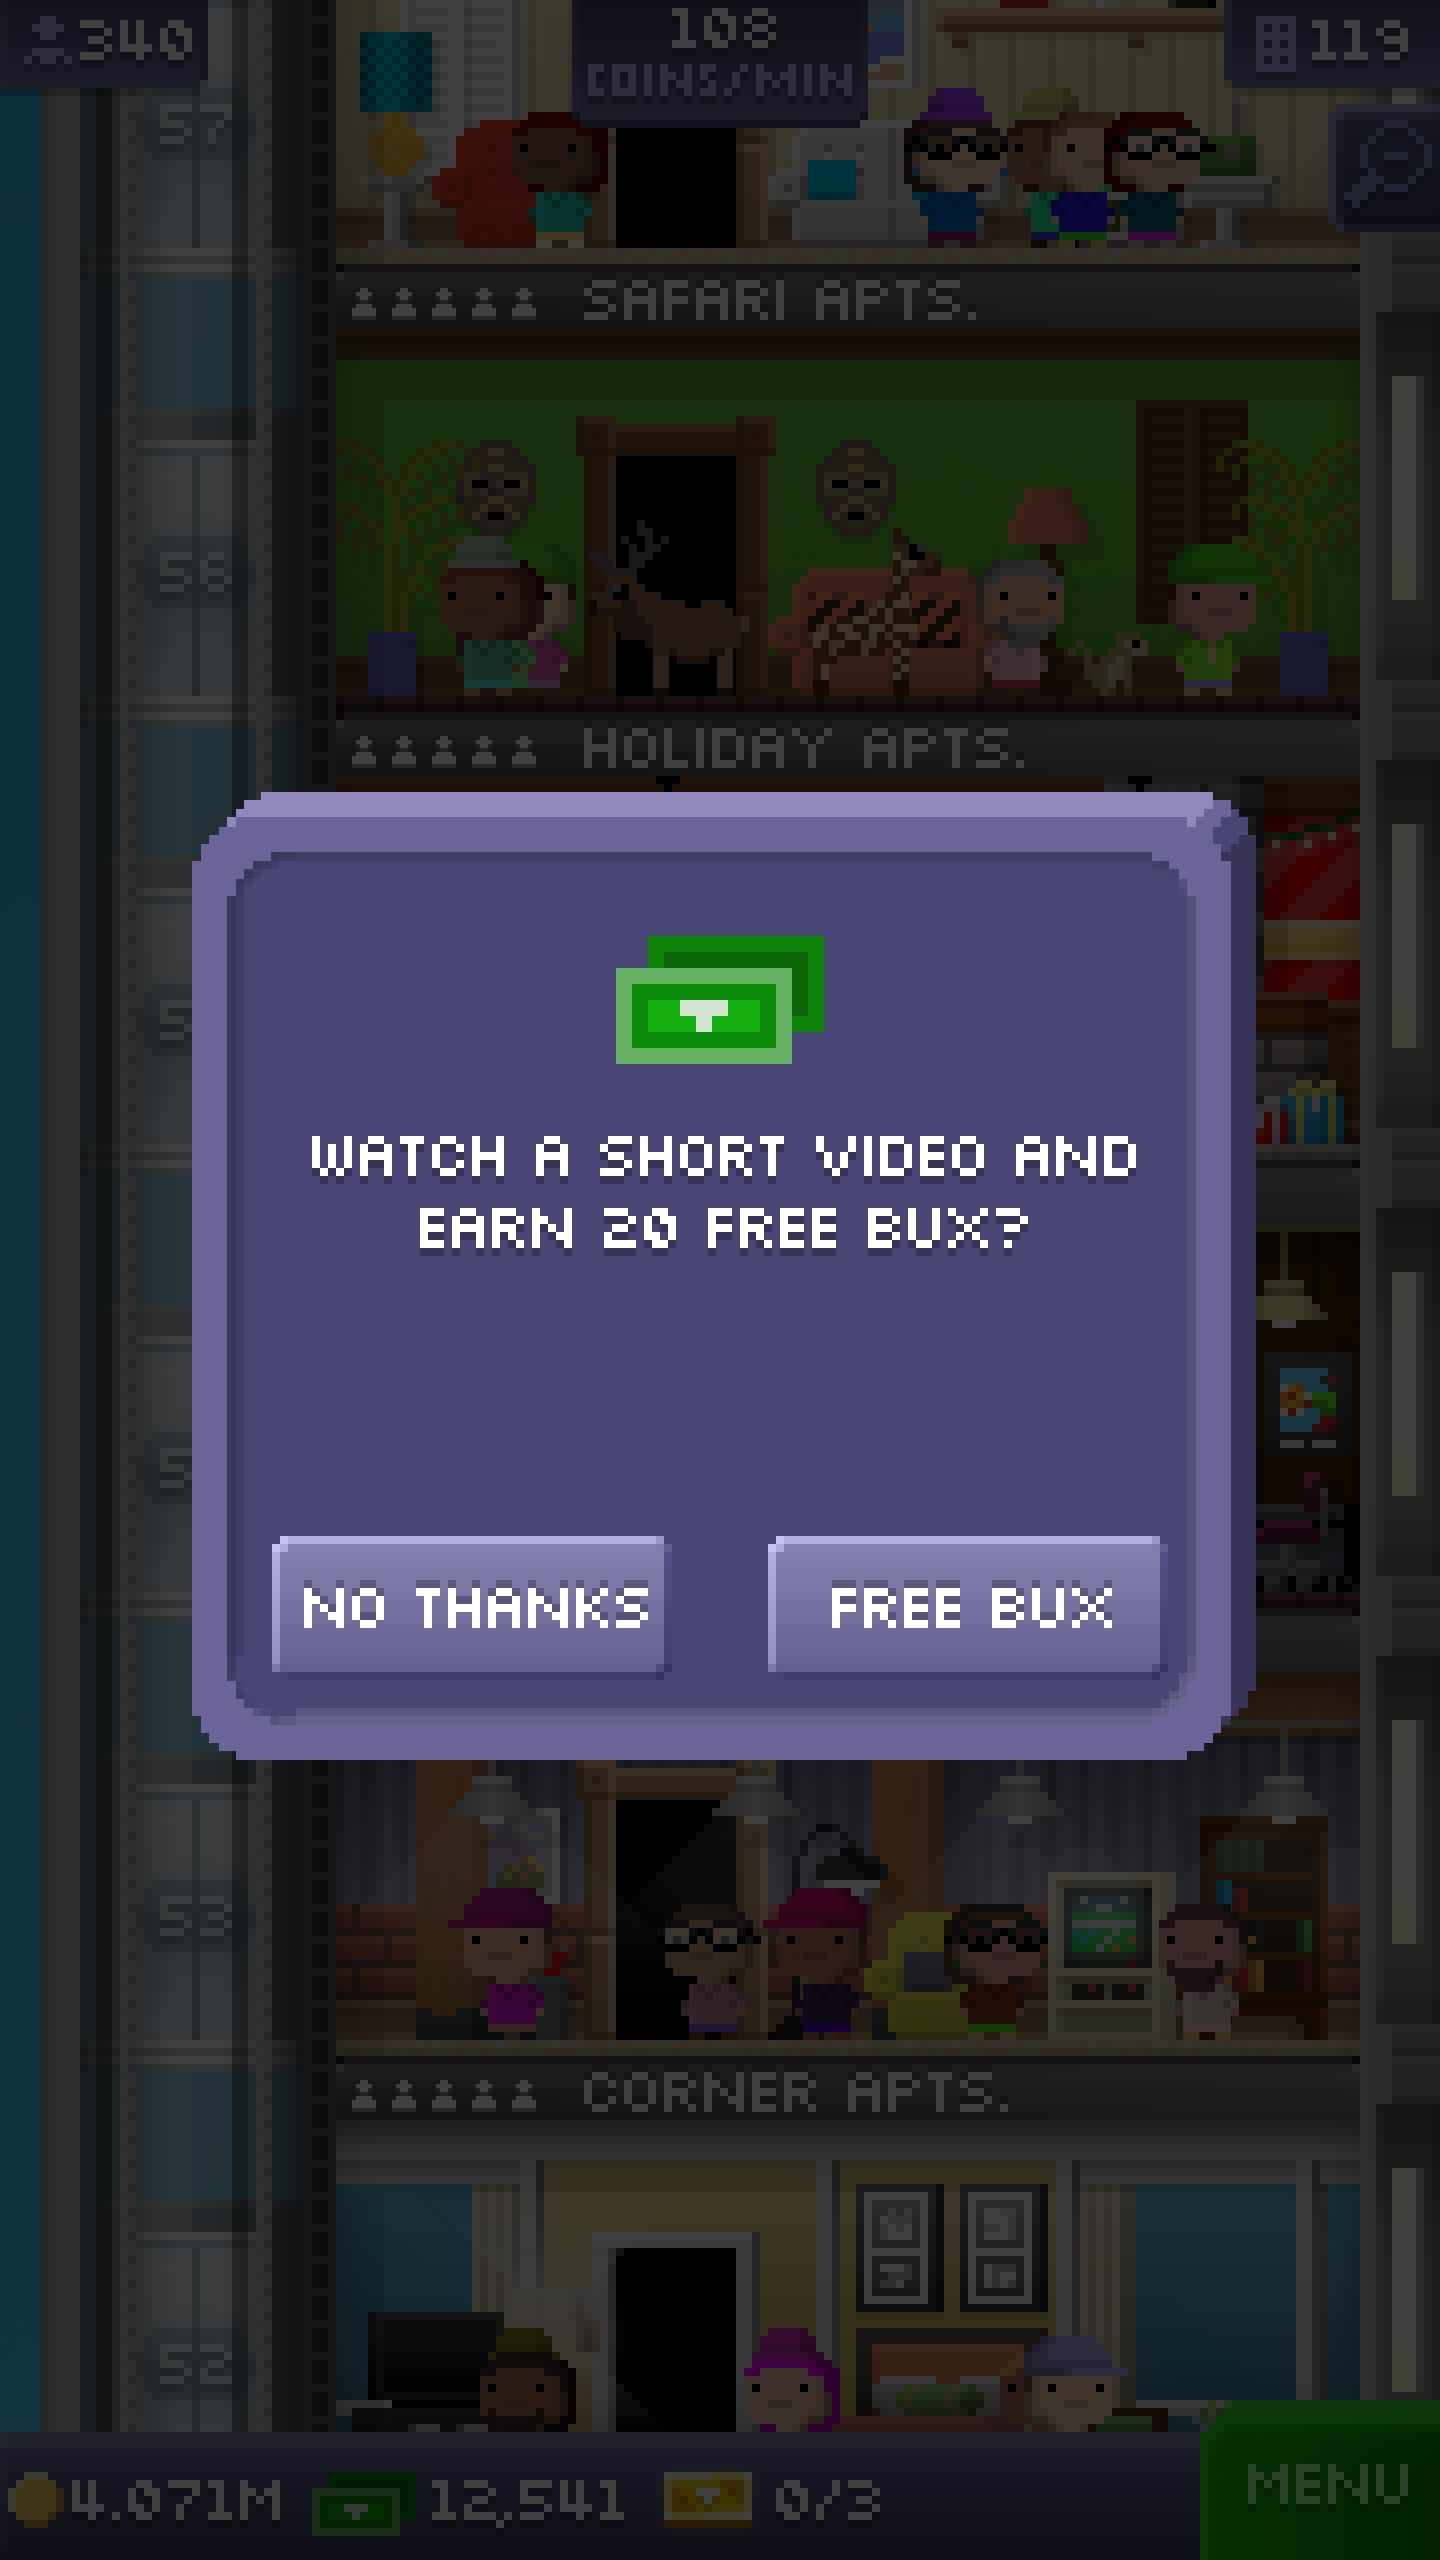 340
108
COINS/MIN
119
57
SAFARI APTS.
58
HOLIDAY APTS.
WATCH A SHORT VIDEO AND
EARN 20 FREE BUX?
NO THANKS
FREE BUX
53
CORNER APTS.
52
4.071M
12,541
0/3
MENU